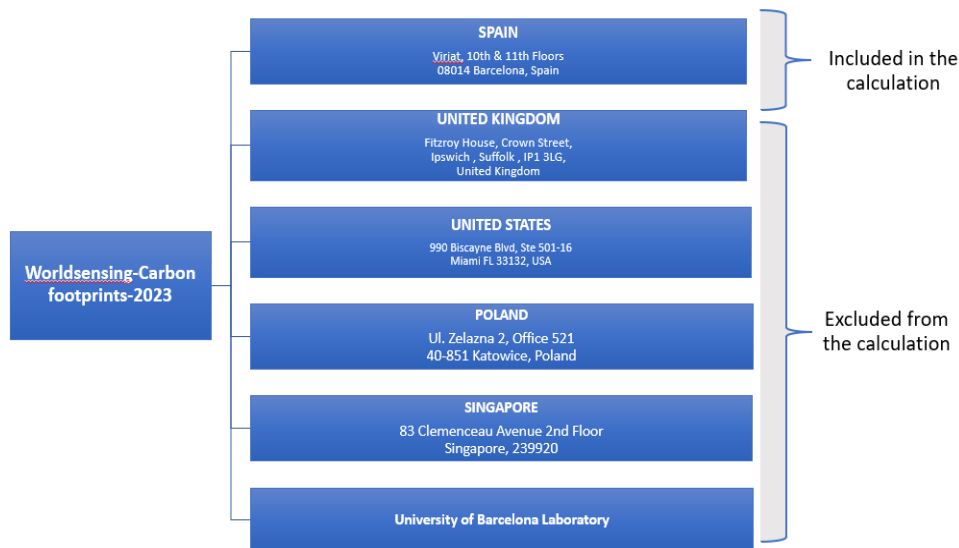 SPAIN
Viriat, 10th & 11th Floors
08014 Barcelona, Spain
Included in the
calculation
UNITED KINGDOM
Fitzroy House, Crown Street,
Ipswich , Suffolk , IP1 3LG,
United Kingdom
UNITED STATES
990 Biscayne Blvd, Ste 501-16
Miami FL 33132, USA
Worldsensing-Carbon
footprints-2023
POLAND
Ul. Zelazna 2, Office 521
40-851 Katowice, Poland
Excluded from
the calculation
SINGAPORE
83 Clemenceau Avenue 2nd Floor
Singapore, 239920
University of Barcelona Laboratory